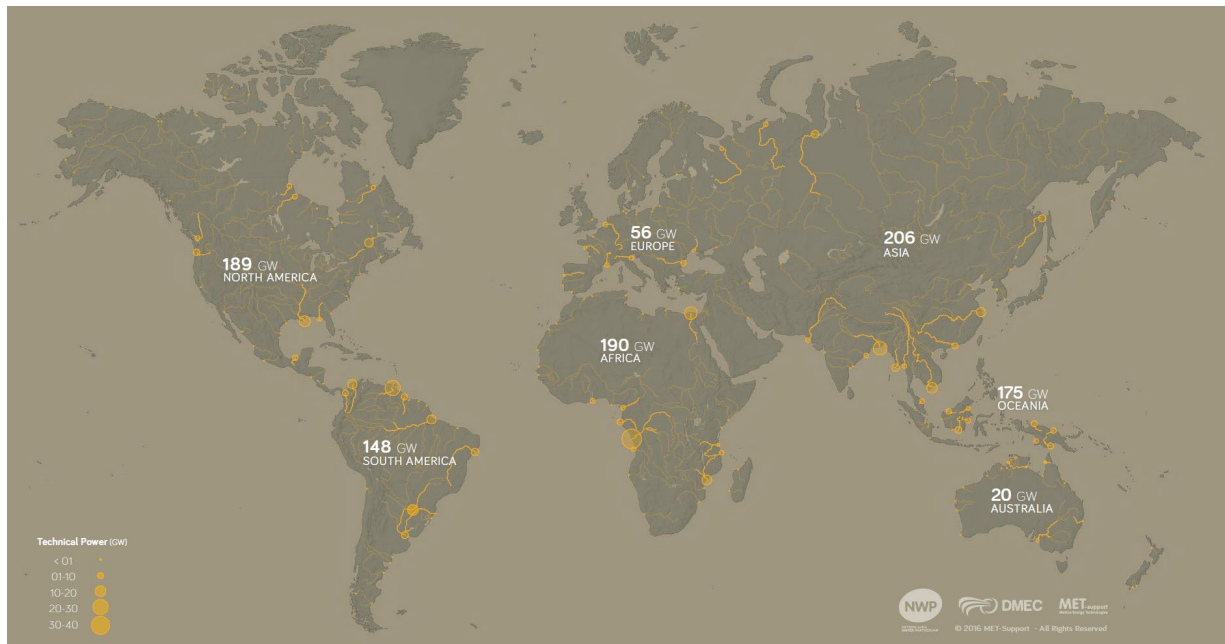 56 GW
EUROPE
206 GW
ASIA
189 GW
NORTH AMERICA
190 GW
AFRICA
175 GW
OCEANIA
148 GW
SOUTH AMERICA
20 GW
AUSTRALIA
Technical Power (GW)
< 01
01-10
10-20
20-30
30-40
NWP
DMEC
MET-support
© 2016 MET-Support - All Rights Reserved